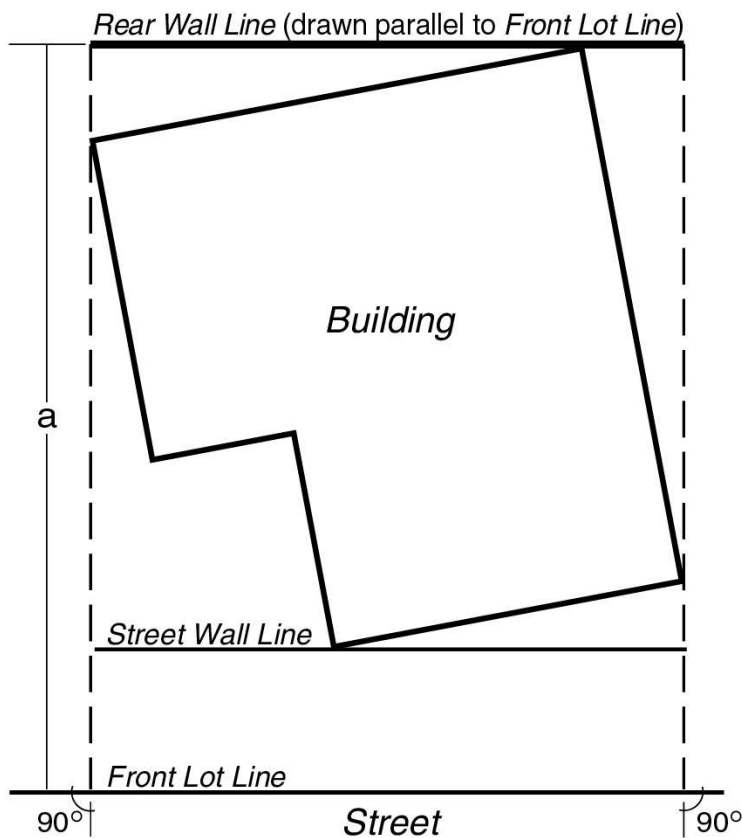 Rear Wall Line (drawn parallel to Front Lot Line)
Building
a
Street Wall Line
Front Lot Line
90° Street 90°